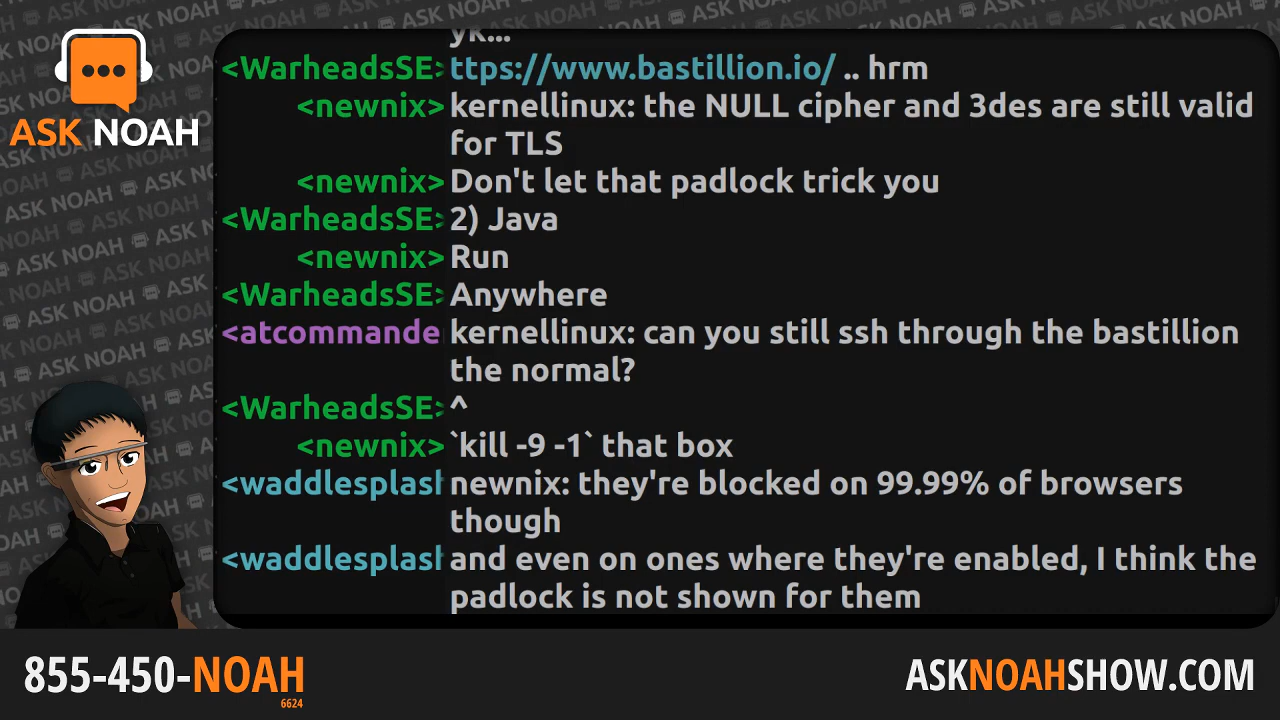 ASK NOAH
yk...
<WarheadsSE> ttps://www.bastillion.io/ .. hrm
<newnix> kernellinux: the NULL cipher and 3des are still valid
for TLS
<newnix> Don't let that padlock trick you
<WarheadsSE> 2) Java
<newnix> Run
<WarheadsSE> Anywhere
<atcommande kernellinux: can you still ssh through the bastillion
the normal?
<WarheadsSE> ^
<newnix> `kill -9 -1` that box
<waddlesplash newnix: they're blocked on 99.99% of browsers
though
<waddlesplash and even on ones where they're enabled, I think the
padlock is not shown for them
855-450-NOAH
6624
ASKNOAHSHOW.COM